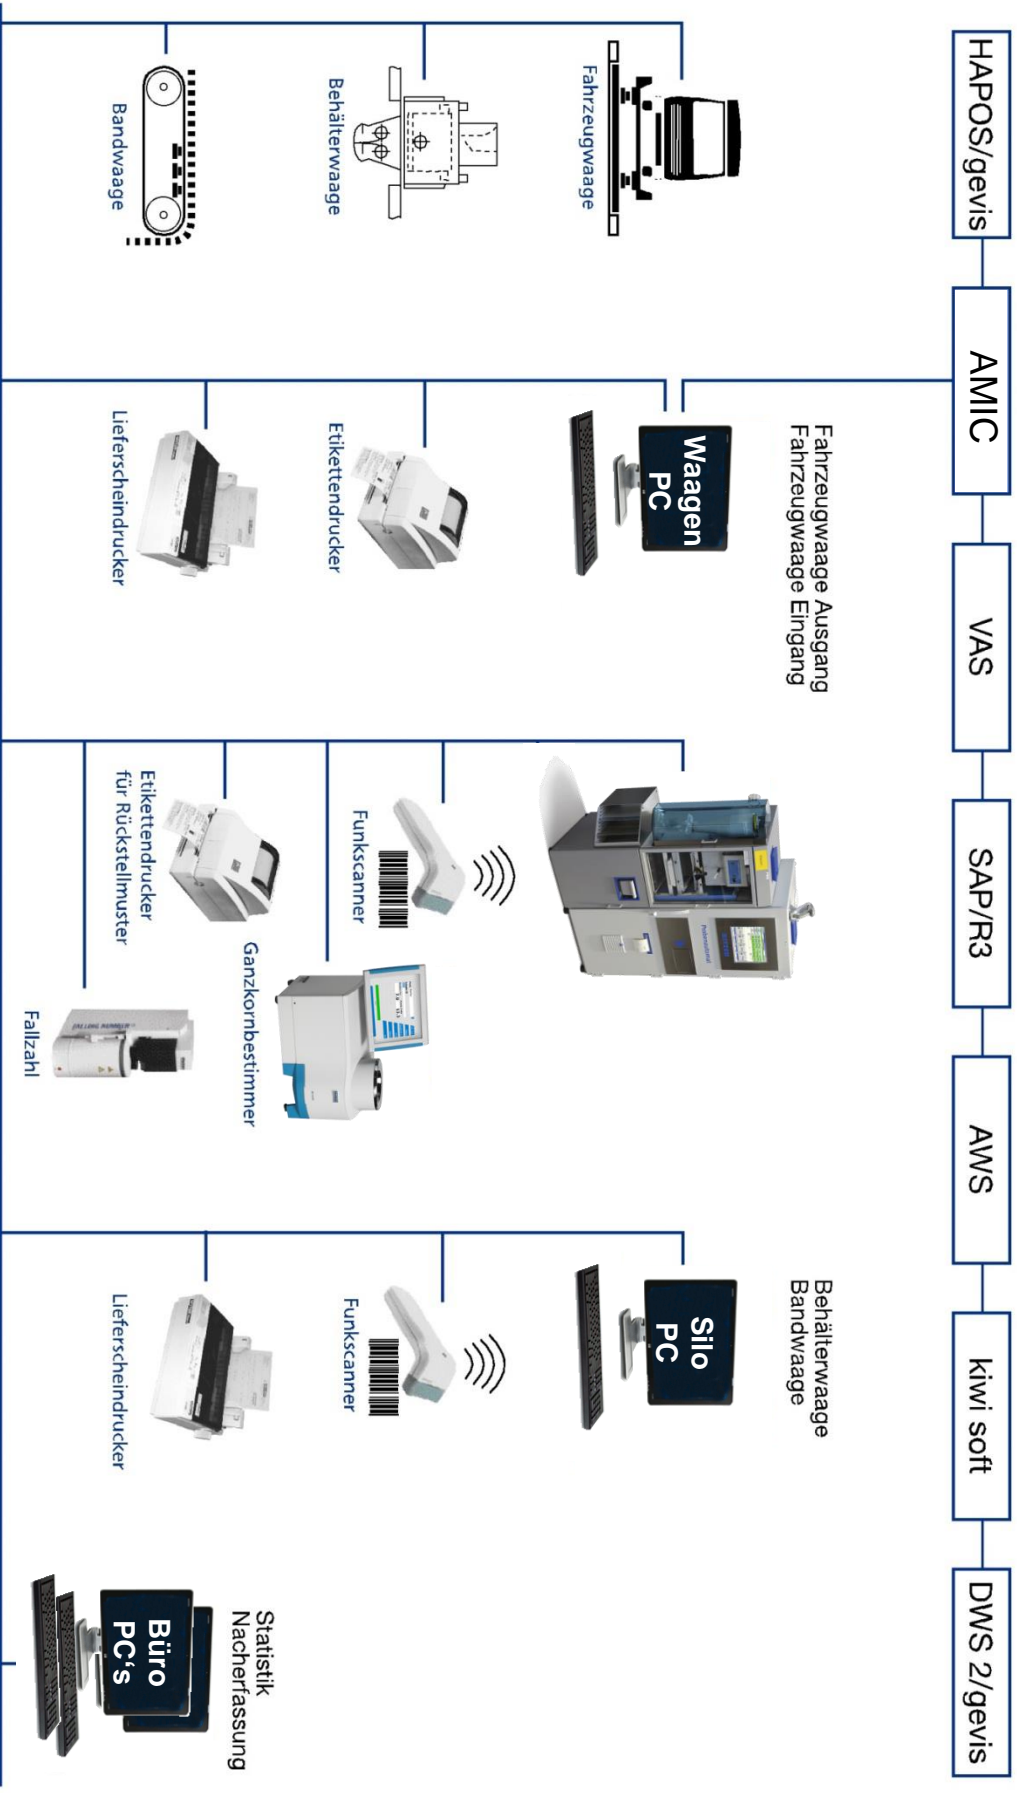 HAPOS/gevis
AMIC
VAS
SAP/R3
AWS
kiwi soft
DWS 2/gevis
Fahrzeugwaage Ausgang
Fahrzeugwaage Eingang
Behälterwaage
Bandwaage
Fahrzeugwaage
Waagen
PC
Silo
PC
Behälterwaage
Etikettendrucker
Funkscanner
Funkscanner
Ganzkornbestimmer
Statistik
Nacherfassung
Bandwaage
Lieferscheindrucker
Etikettendrucker
für Rückstellmuster
Lieferscheindrucker
Büro
PC's
Fallzahl